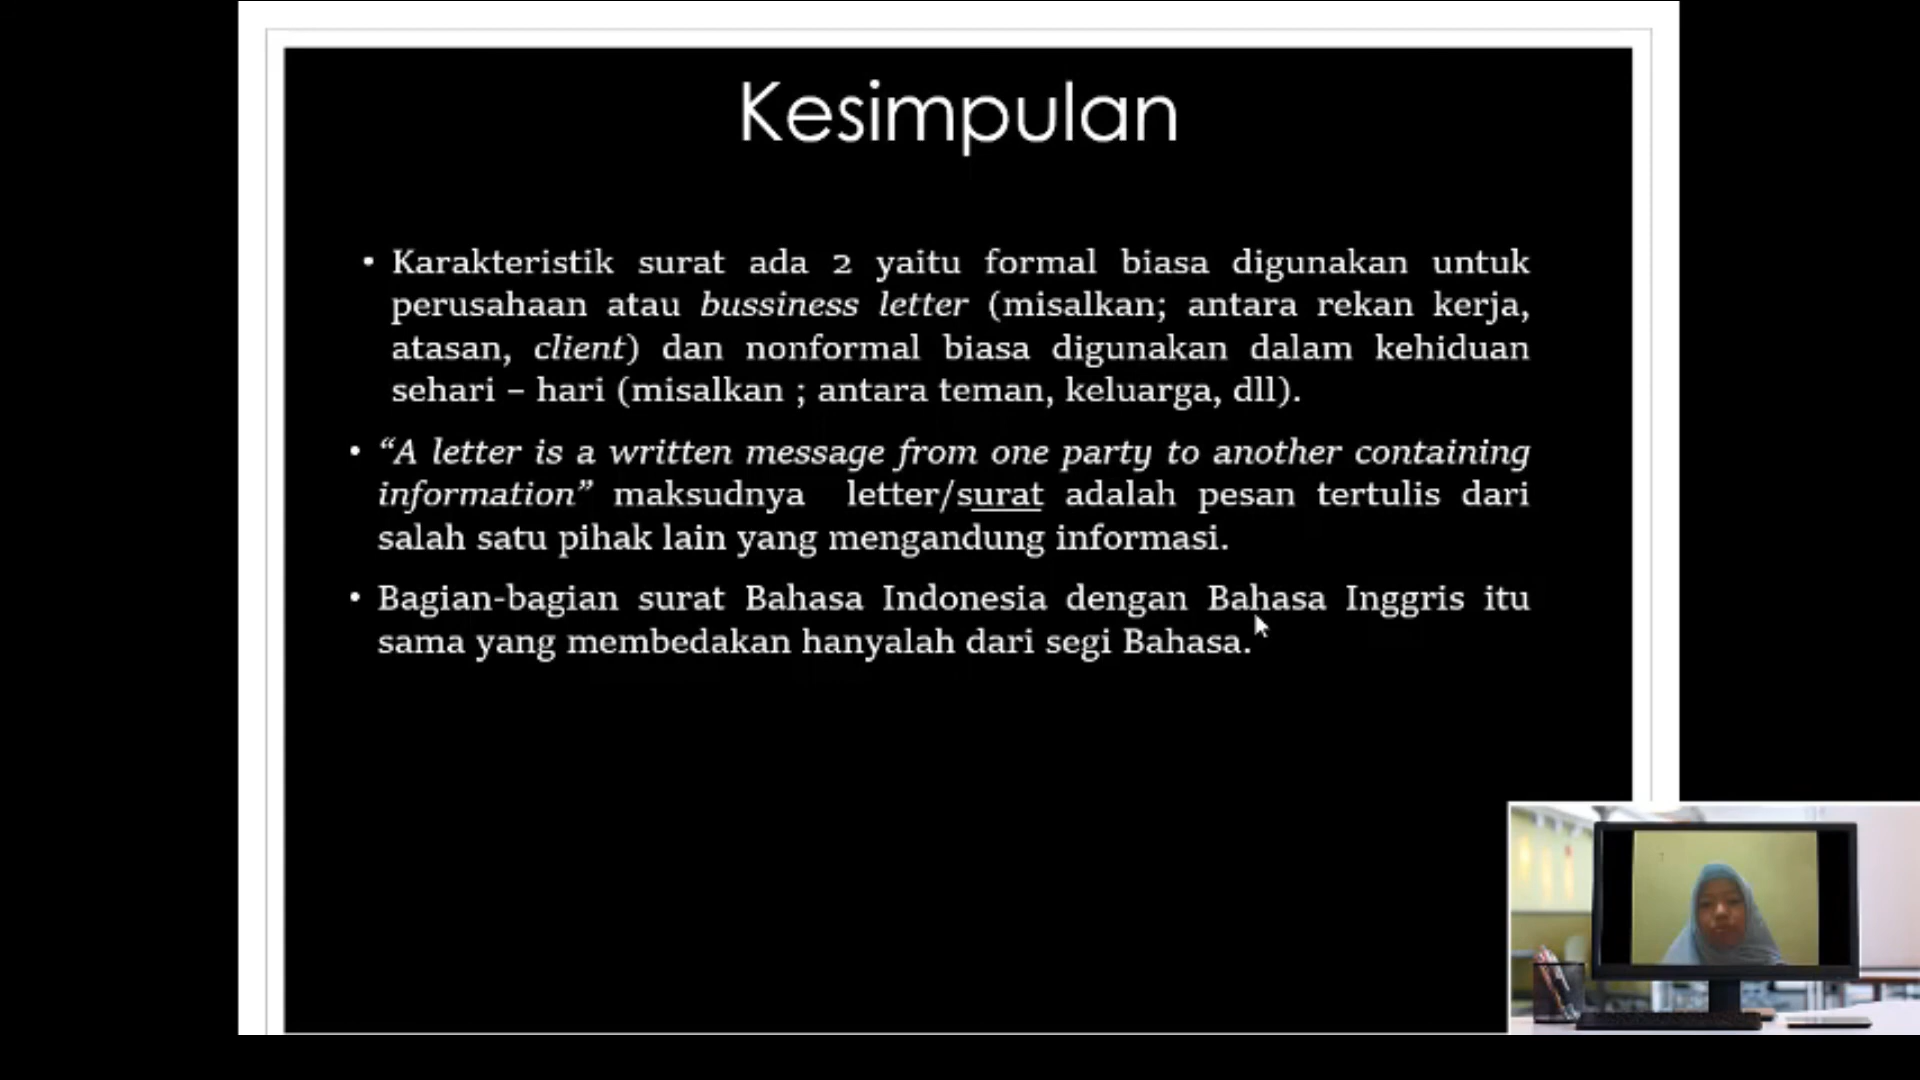 Kesimpulan
• Karakteristik surat ada 2 yaitu formal biasa digunakan untuk
perusahaan atau bussiness letter (misalkan; antara rekan kerja,
atasan, client) dan nonformal biasa digunakan dalam kehiduan
sehari – hari (misalkan ; antara teman, keluarga, dll).
• “A letter is a written message from one party to another containing
information” maksudnya letter/surat adalah pesan tertulis dari
salah satu pihak lain yang mengandung informasi.
• Bagian-bagian surat Bahasa Indonesia dengan Bahasa Inggris itu
sama yang membedakan hanyalah dari segi Bahasa.